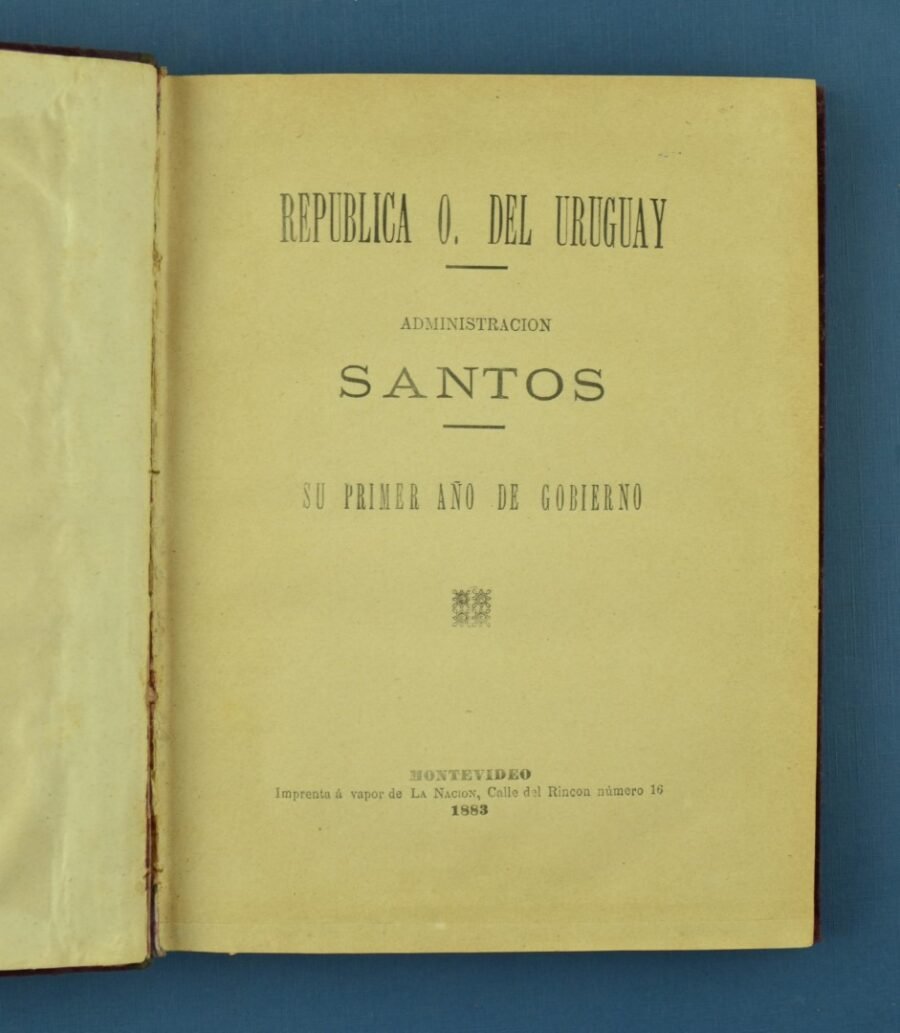 REPUBLICA O. DEL URUGUAY
ADMINISTRACION
SANTOS
SU PRIMER AÑO DE GOBIERNO
MONTEVIDEO
Imprenta á vapor de LA NACION, Calle del Rincon número 16
1883